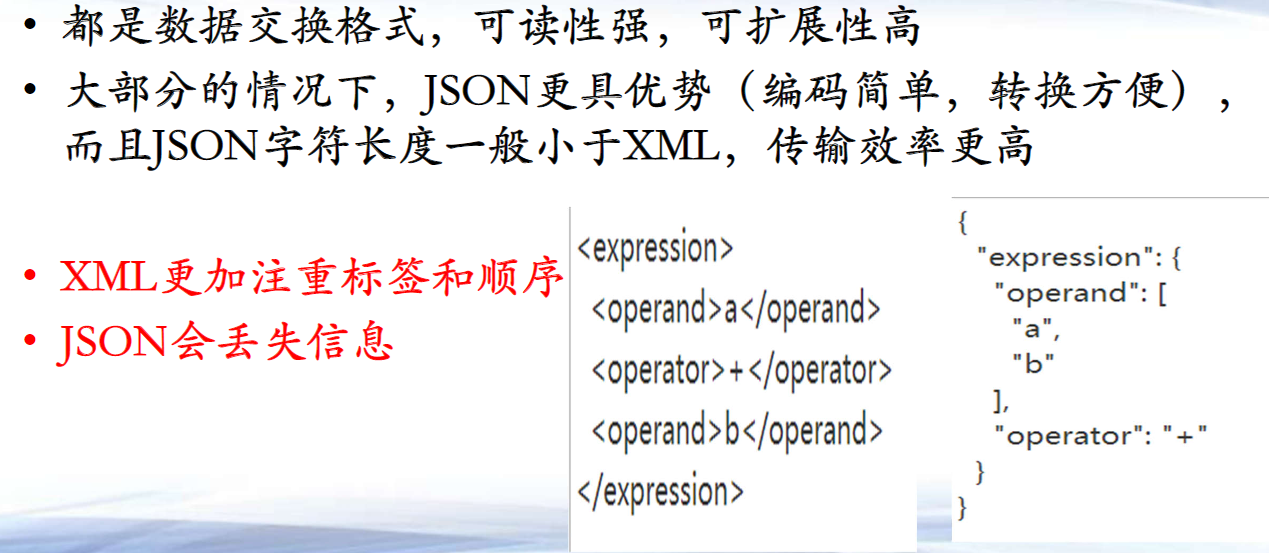 • 都是数据交换格式，可读性强，可扩展性高
• 大部分的情况下，JSON更具优势（编码简单，转换方便），
而且JSON字符长度一般小于XML，传输效率更高
• XML更加注重标签和顺序
• JSON会丢失信息
<expression>
<operand>a</operand>
<operator>+</operator>
<operand>b</operand>
</expression>
{
"expression": {
"operand": [
"a",
"b"
],
"operator": "+"
}
}